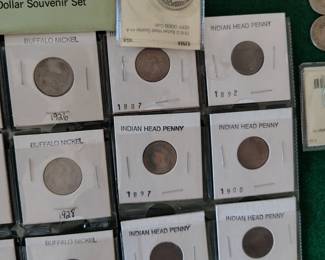 Dollar Souvenir Set
BUFFALO NICKEL
1926
1887
1892
BUFFALO NICKEL
1928
INDIAN HEAD PENNY
1897
INDIAN HEAD PENNY
1900
BUFFALO NICKEL
INDIAN HEAD PENNY
INDIAN HEAD PENNY